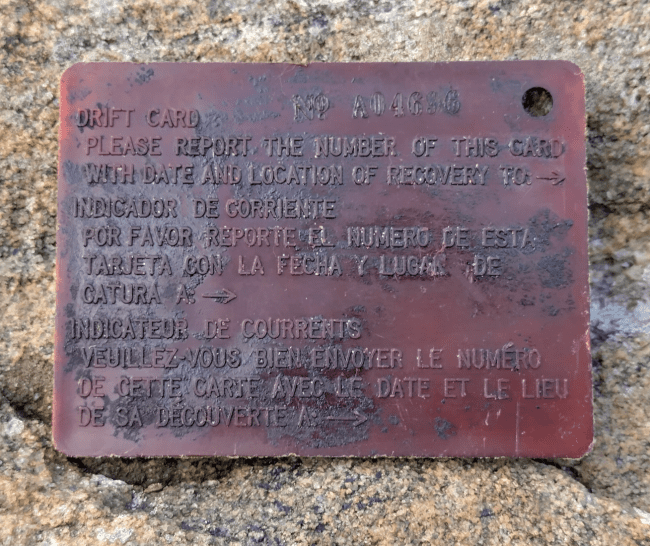 NP
DRIFT CARD
PLEASE REPORT THE NUMBER OF THIS CARD
WITH DATE AND LOCATION OF RECOVERY TO: →
INDICADOR DE CORRIENTE
POR FAVOR REPORTE EL NUMERO DE ESTA
TARJETA CON LA FECHA Y LUGAR DE
CATURA A: →
INDICATEUR DE COURRENTS
VEUILLEZ-VOUS BIEN ENVOYER LE NUMÉRO
DE CETTE CARTE AVEC LE DATE ET LE LIEU
DE SA DECOUVERTE A: →